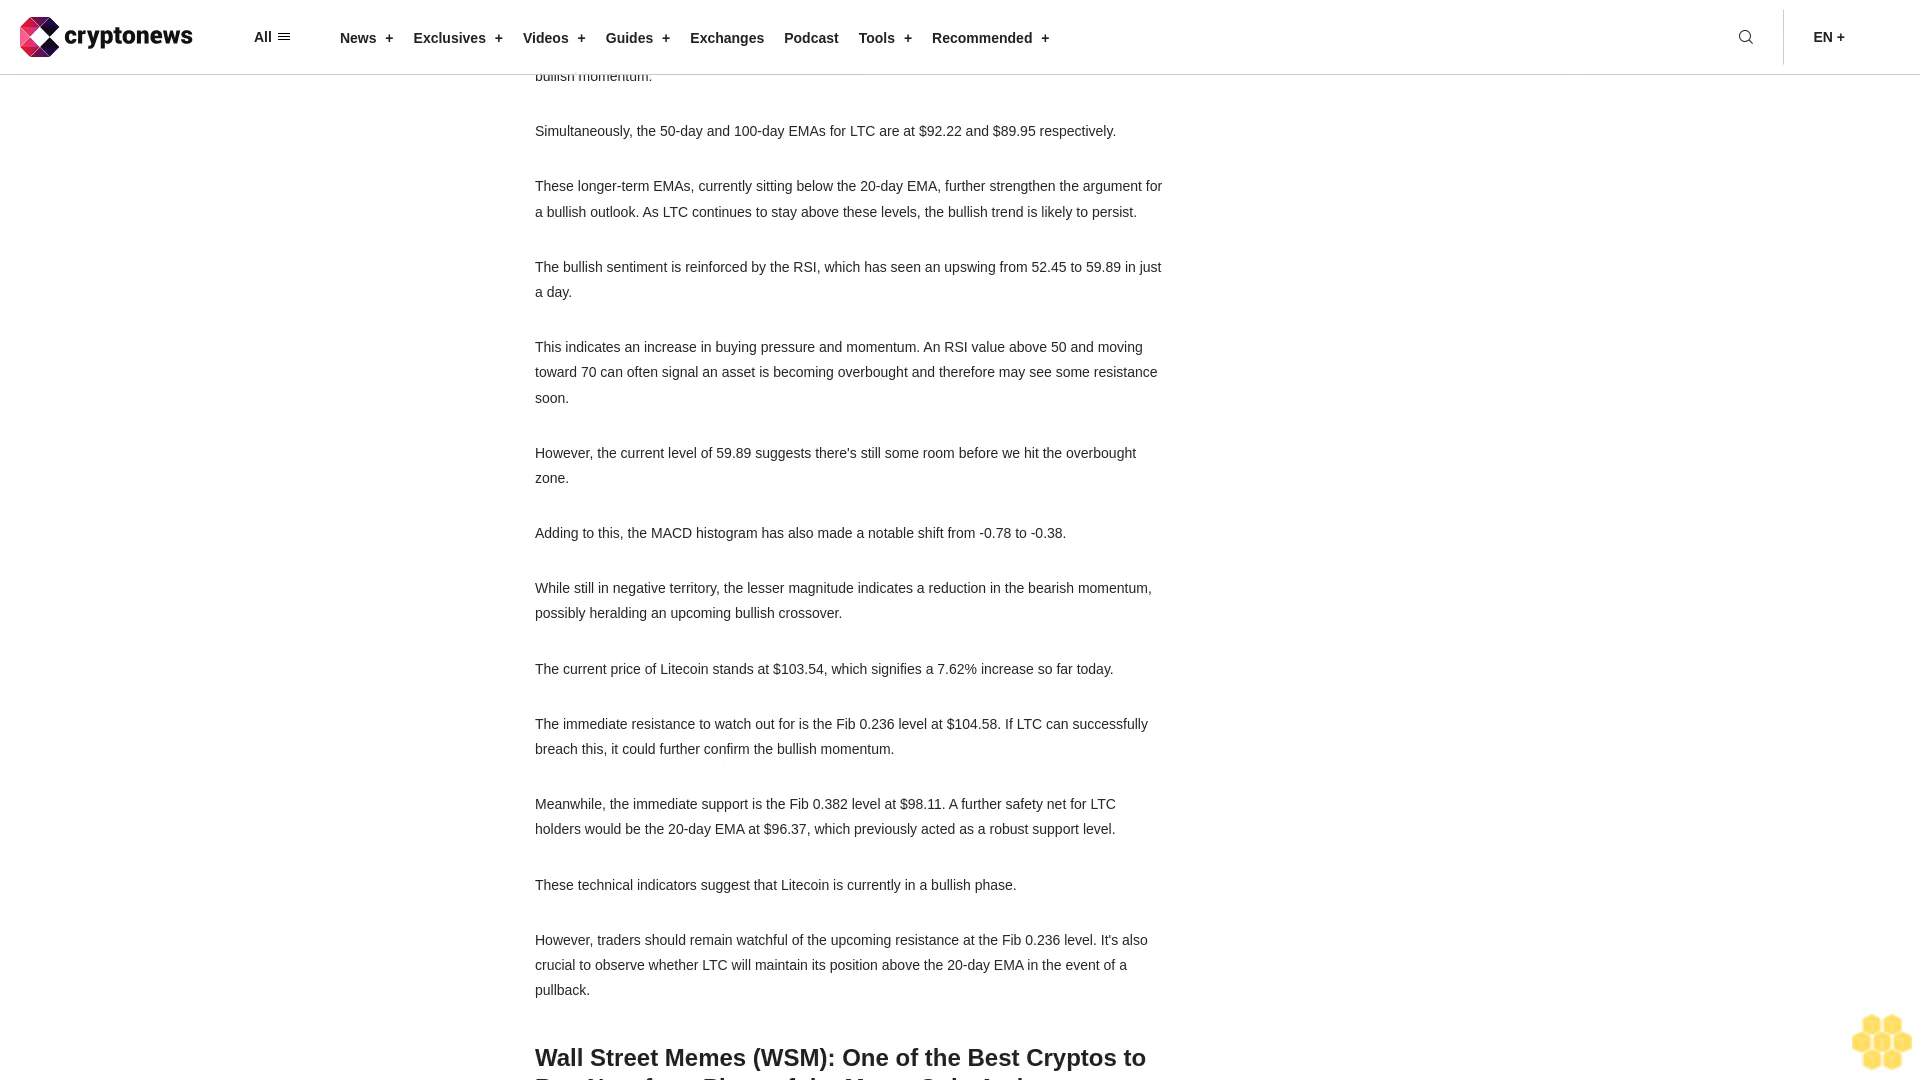 cryptonews
All
News +
Exclusives +
Videos +
Guides +
Exchanges
Podcast
Tools +
Recommended +
EN +
bullish momentum.
Simultaneously, the 50-day and 100-day EMAs for LTC are at $92.22 and $89.95 respectively.
These longer-term EMAs, currently sitting below the 20-day EMA, further strengthen the argument for
a bullish outlook. As LTC continues to stay above these levels, the bullish trend is likely to persist.
The bullish sentiment is reinforced by the RSI, which has seen an upswing from 52.45 to 59.89 in just
a day.
This indicates an increase in buying pressure and momentum. An RSI value above 50 and moving
toward 70 can often signal an asset is becoming overbought and therefore may see some resistance
soon.
However, the current level of 59.89 suggests there's still some room before we hit the overbought
zone.
Adding to this, the MACD histogram has also made a notable shift from -0.78 to -0.38.
While still in negative territory, the lesser magnitude indicates a reduction in the bearish momentum,
possibly heralding an upcoming bullish crossover.
The current price of Litecoin stands at $103.54, which signifies a 7.62% increase so far today.
The immediate resistance to watch out for is the Fib 0.236 level at $104.58. If LTC can successfully
breach this, it could further confirm the bullish momentum.
Meanwhile, the immediate support is the Fib 0.382 level at $98.11. A further safety net for LTC
holders would be the 20-day EMA at $96.37, which previously acted as a robust support level.
These technical indicators suggest that Litecoin is currently in a bullish phase.
However, traders should remain watchful of the upcoming resistance at the Fib 0.236 level. It's also
crucial to observe whether LTC will maintain its position above the 20-day EMA in the event of a
pullback.
Wall Street Memes (WSM): One of the Best Cryptos to